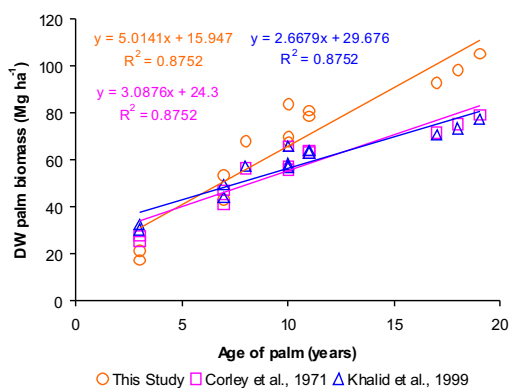 y = 5.0141x + 15.947
R² = 0.8752
y = 2.6679x + 29.676
R² = 0.8752
y = 3.0876x + 24.3
R² = 0.8752
120
100
80
60
40
20
0
DW palm biomass (Mg ha⁻¹)
0 5 10 15 20
Age of palm (years)
This Study Corley et al., 1971 Khalid et al., 1999